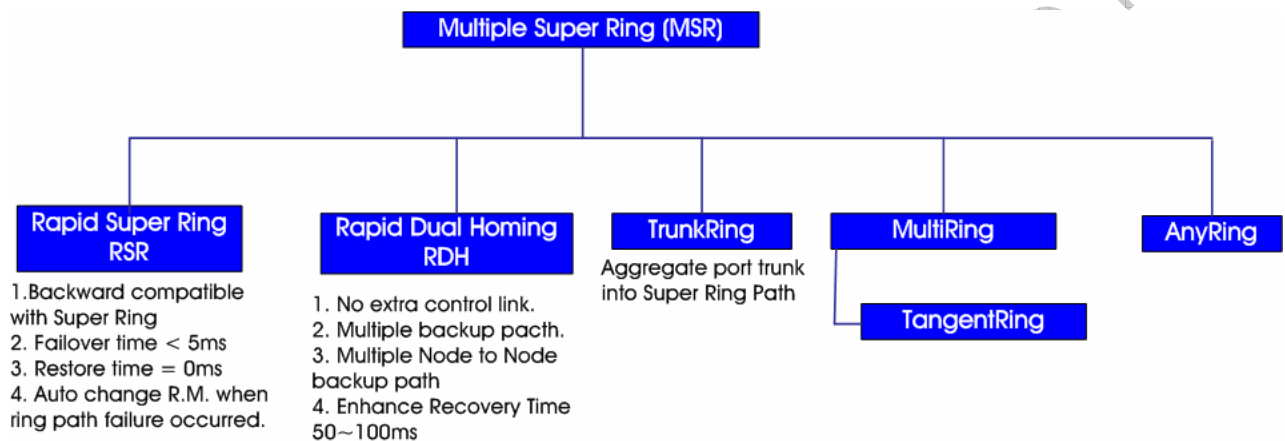 Multiple Super Ring (MSR)
Rapid Super Ring
RSR
1.Backward compatible
with Super Ring
2. Failover time < 5ms
3. Restore time = 0ms
4. Auto change R.M. when
ring path failure occurred.
Rapid Dual Homing
RDH
1. No extra control link.
2. Multiple backup pacth.
3. Multiple Node to Node
backup path
4. Enhance Recovery Time
50~100ms
TrunkRing
Aggregate port trunk
into Super Ring Path
MultiRing
TangentRing
AnyRing